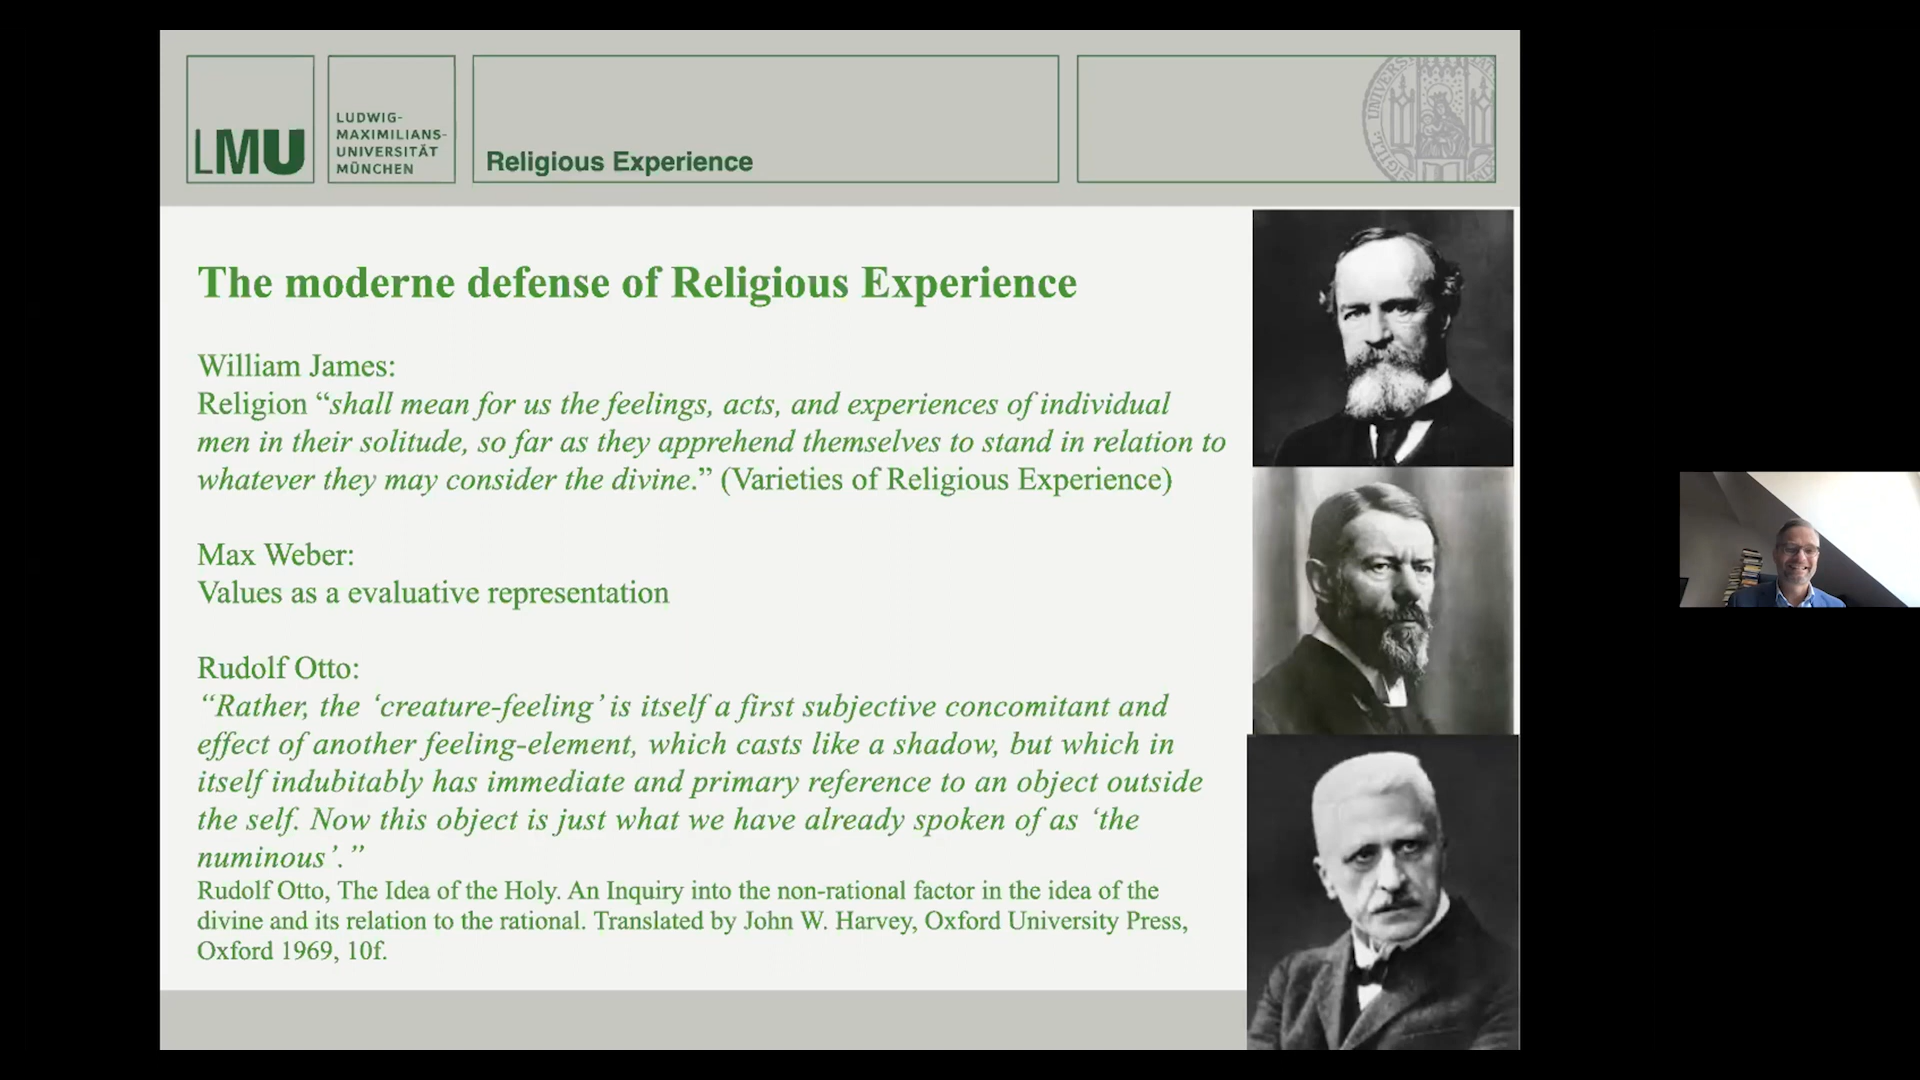 LMU
LUDWIG-
MAXIMILIANS-
UNIVERSITÄT
MÜNCHEN
Religious Experience
The moderne defense of Religious Experience
William James:
Religion “shall mean for us the feelings, acts, and experiences of individual
men in their solitude, so far as they apprehend themselves to stand in relation to
whatever they may consider the divine.” (Varieties of Religious Experience)
Max Weber:
Values as a evaluative representation
Rudolf Otto:
“Rather, the ‘creature-feeling’ is itself a first subjective concomitant and
effect of another feeling-element, which casts like a shadow, but which in
itself indubitably has immediate and primary reference to an object outside
the self. Now this object is just what we have already spoken of as ‘the
numinous’.”
Rudolf Otto, The Idea of the Holy. An Inquiry into the non-rational factor in the idea of the
divine and its relation to the rational. Translated by John W. Harvey, Oxford University Press,
Oxford 1969, 10f.